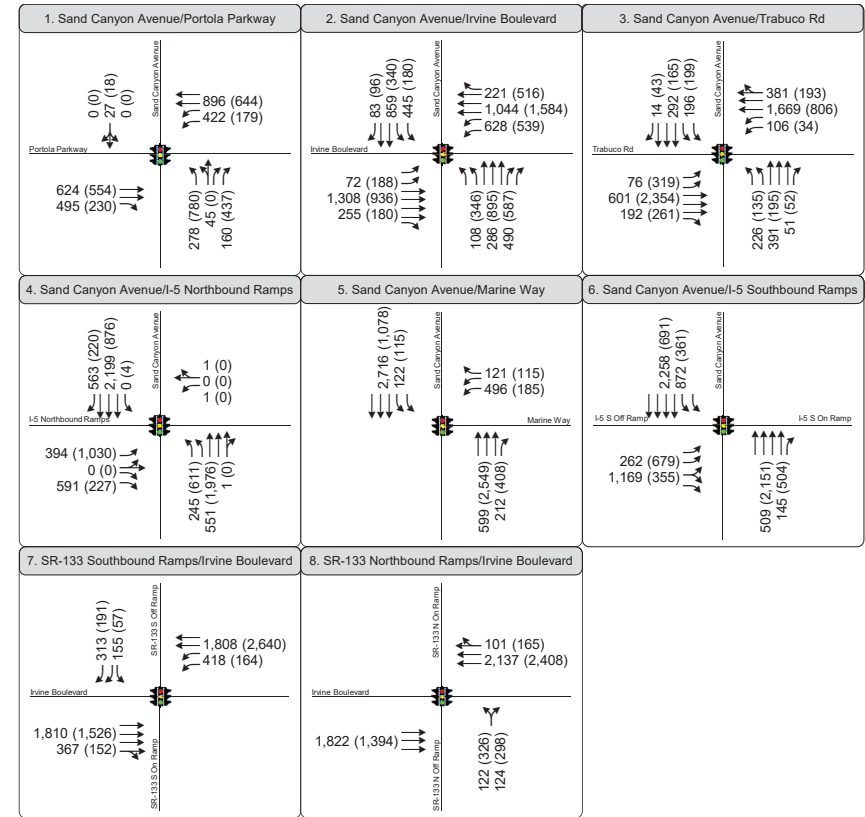 1. Sand Canyon Avenue/Portola Parkway
0 (0)
27 (18)
0 (0)
Sand Canyon Avenue
896 (644)
422 (179)
Portola Parkway
624 (554)
495 (230)
278 (780)
45 (0)
160 (437)
2. Sand Canyon Avenue/Irvine Boulevard
83 (96)
859 (340)
445 (180)
Sand Canyon Avenue
221 (516)
1,044 (1,584)
628 (539)
Irvine Boulevard
72 (188)
1,308 (936)
255 (180)
108 (346)
286 (895)
490 (587)
3. Sand Canyon Avenue/Trabuco Rd
14 (43)
292 (165)
196 (199)
Sand Canyon Avenue
381 (193)
1,669 (806)
106 (34)
Trabuco Rd
76 (319)
601 (2,354)
192 (261)
226 (135)
391 (195)
51 (52)
4. Sand Canyon Avenue/I-5 Northbound Ramps
563 (220)
2,199 (876)
0 (4)
Sand Canyon Avenue
1 (0)
0 (0)
1 (0)
I-5 Northbound Ramps
394 (1,030)
0 (0)
591 (227)
245 (611)
551 (1,976)
1 (0)
5. Sand Canyon Avenue/Marine Way
2,716 (1,078)
122 (115)
Sand Canyon Avenue
121 (115)
496 (185)
Marine Way
599 (2,549)
212 (408)
6. Sand Canyon Avenue/I-5 Southbound Ramps
2,258 (691)
872 (361)
Sand Canyon Avenue
I-5 S Off Ramp
I-5 S On Ramp
262 (679)
1,169 (355)
509 (2,151)
145 (504)
7. SR-133 Southbound Ramps/Irvine Boulevard
313 (191)
155 (57)
SR-133 S Off Ramp
1,808 (2,640)
418 (164)
Irvine Boulevard
1,810 (1,526)
367 (152)
SR-133 S On Ramp
8. SR-133 Northbound Ramps/Irvine Boulevard
SR-133 N On Ramp
101 (165)
2,137 (2,408)
Irvine Boulevard
1,822 (1,394)
SR-133 N Off Ramp
122 (326)
124 (298)